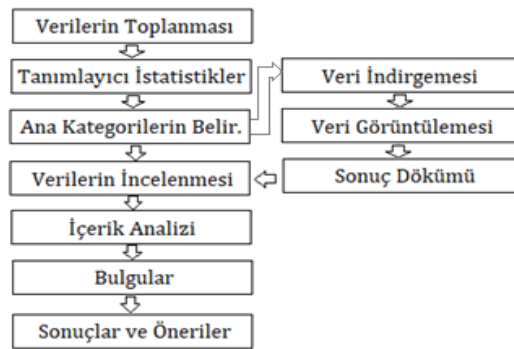 Verilerin Toplanması
Tanımlayıcı İstatistikler
Ana Kategorilerin Belir.
Verilerin İncelenmesi
İçerik Analizi
Bulgular
Sonuçlar ve Öneriler
Veri İndirgemesi
Veri Görüntülemesi
Sonuç Dökümü